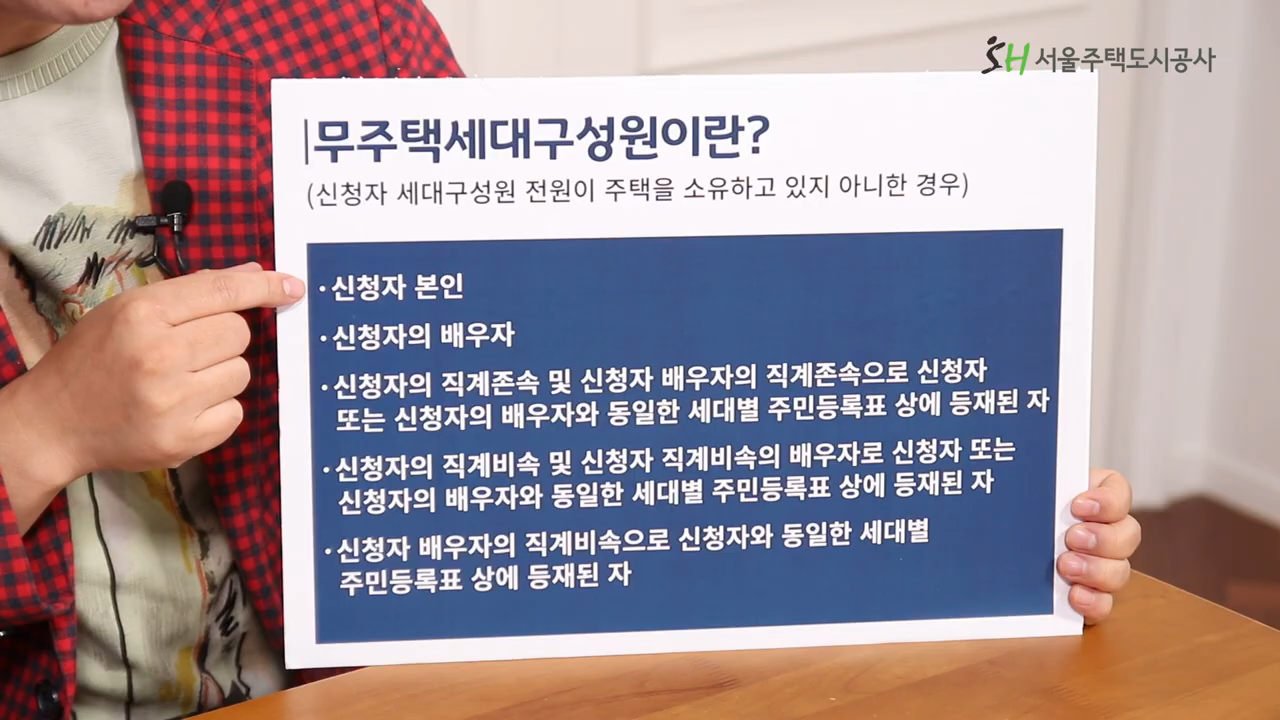 SH 서울주택도시공사
무주택세대구성원이란?
(신청자 세대구성원 전원이 주택을 소유하고 있지 아니한 경우)
·신청자 본인
·신청자의 배우자
·신청자의 직계존속 및 신청자 배우자의 직계존속으로 신청자
또는 신청자의 배우자와 동일한 세대별 주민등록표 상에 등재된 자
·신청자의 직계비속 및 신청자 직계비속의 배우자로 신청자 또는
신청자의 배우자와 동일한 세대별 주민등록표 상에 등재된 자
·신청자 배우자의 직계비속으로 신청자와 동일한 세대별
주민등록표 상에 등재된 자